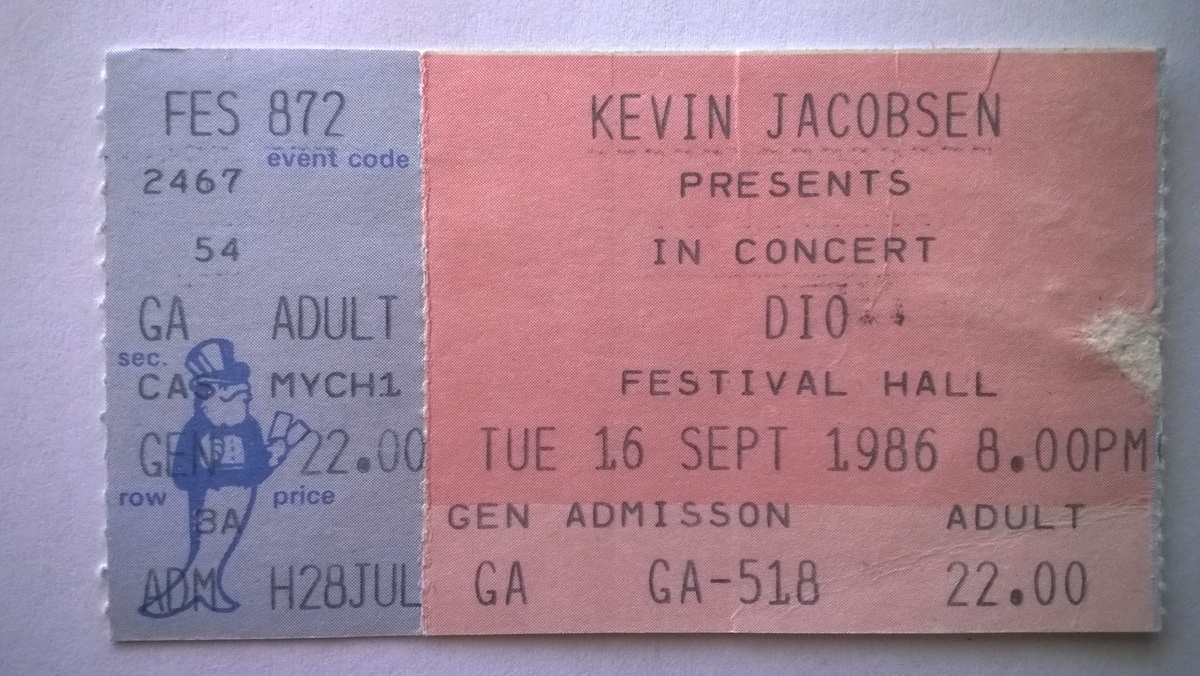 FES 872
event code
2467
54
GA ADULT
sec.
CAS MYCH1
GEN 22.00
row price
3A
ADM H28JUL
KEVIN JACOBSEN
PRESENTS
IN CONCERT
DIO
FESTIVAL HALL
TUE 16 SEPT 1986 8.00PM
GEN ADMISSON ADULT
GA GA-518 22.00